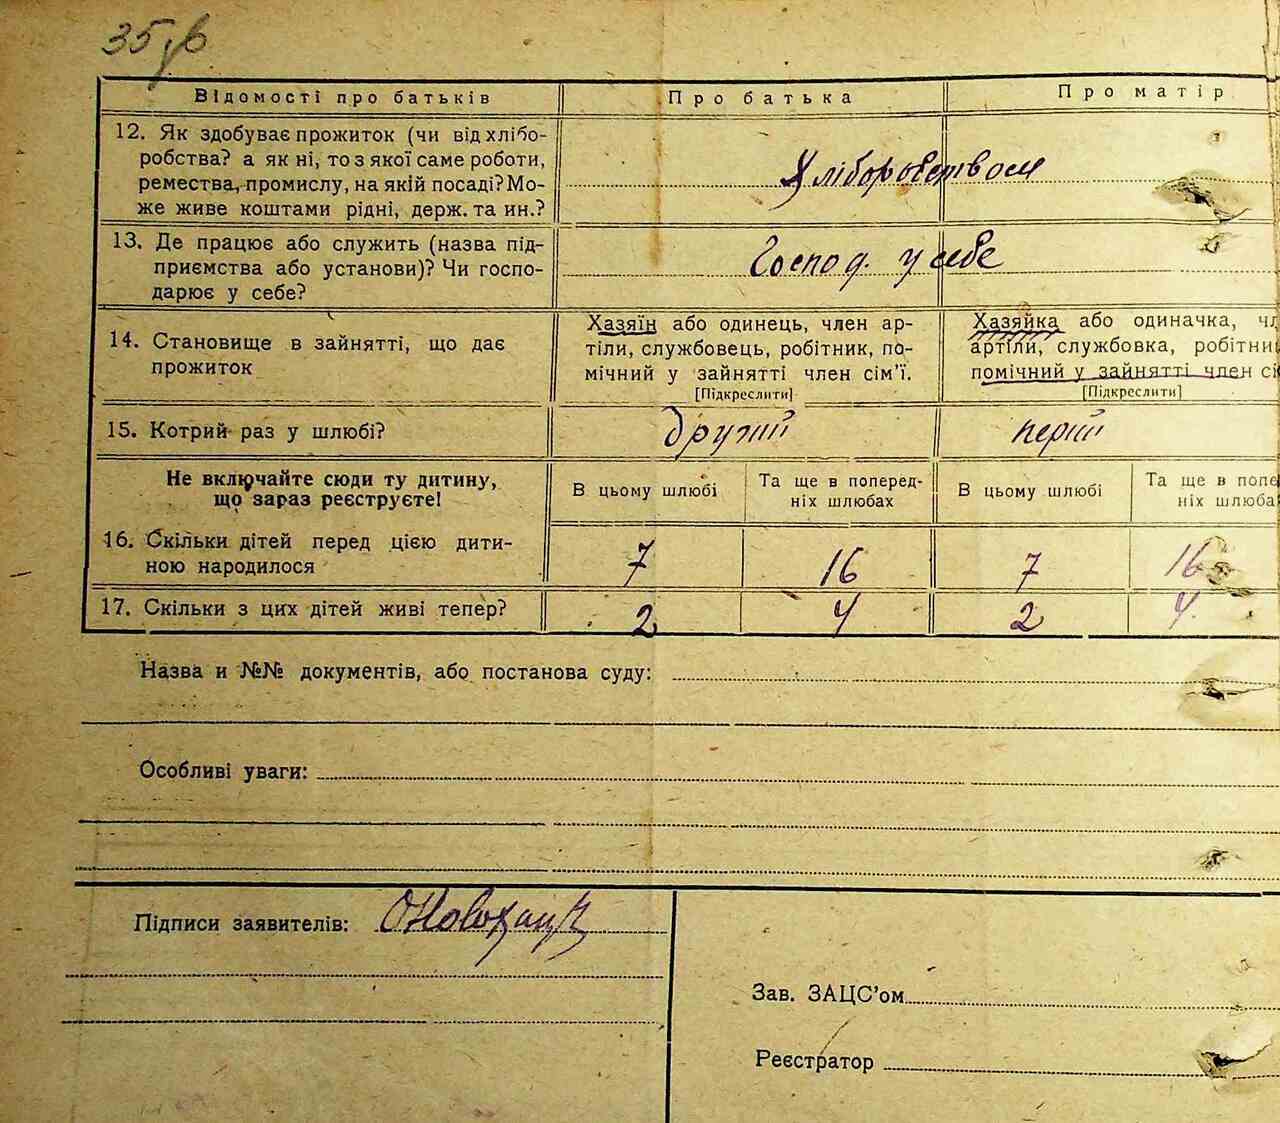 35
Відомості про батьків
Про батька
Про матір
12. Як здобуває прожиток (чи від хлібо-
робства? а як ні, то з якої саме роботи,
ремества, промислу, на якій посаді? Мо-
же живе коштами рідні, держ. та ин.?
Хліборобством
13. Де працює або служить (назва під-
приємства або установи)? Чи госпо-
дарює у себе?
Господ. у себе
14. Становище в зайнятті, що дає
прожиток
Хазяїн або одинець, член ар-
тіли, службовець, робітник, по-
мічний у зайнятті член сім’ї.
[Підкреслити]
Хазяйка або одиначка, чл
артіли, службовка, робітни
помічний у зайнятті член сі
[Підкреслити]
15. Котрий раз у шлюбі?
другий
перій
Не включайте сюди ту дитину,
що зараз реєструєте!
В цьому шлюбі
Та ще в поперед-
ніх шлюбах
В цьому шлюбі
Та ще в попе
ніх шлюба
16. Скільки дітей перед цією дити-
ною народилося
7 16 7 16
17. Скільки з цих дітей живі тепер?
2 4 2 4
Назва и №№ документів, або постанова суду:
Особливі уваги:
Підписи заявителів:
Зав. ЗАЦС’ом
Реєстратор